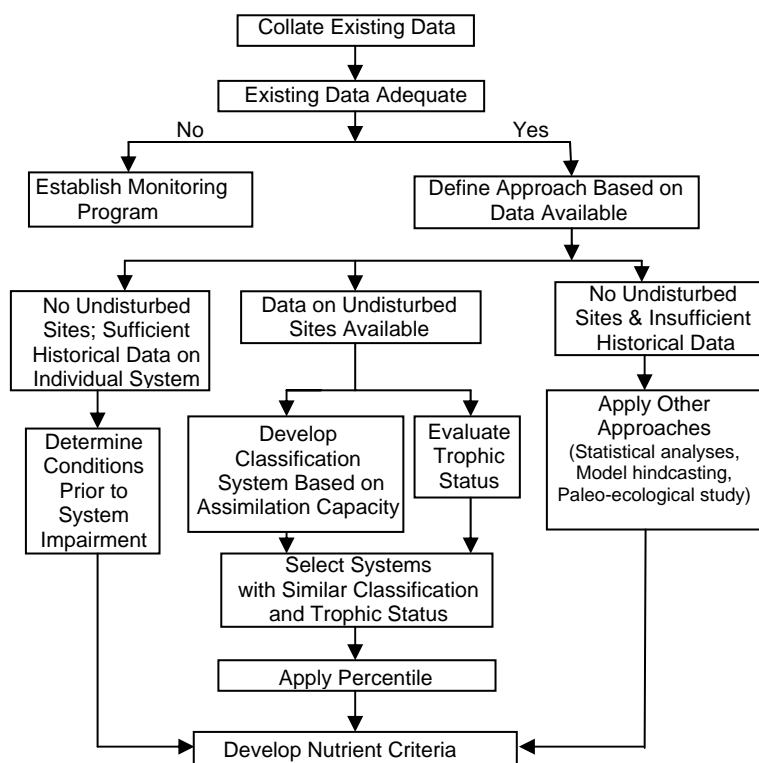 Collate Existing Data
Existing Data Adequate
No
Yes
Establish Monitoring
Program
Define Approach Based on
Data Available
No Undisturbed
Sites; Sufficient
Historical Data on
Individual System
Data on Undisturbed
Sites Available
No Undisturbed
Sites & Insufficient
Historical Data
Determine
Conditions
Prior to
System
Impairment
Develop
Classification
System Based on
Assimilation Capacity
Evaluate
Trophic
Status
Apply Other
Approaches
(Statistical analyses,
Model hindcasting,
Paleo-ecological study)
Select Systems
with Similar Classification
and Trophic Status
Apply Percentile
Develop Nutrient Criteria